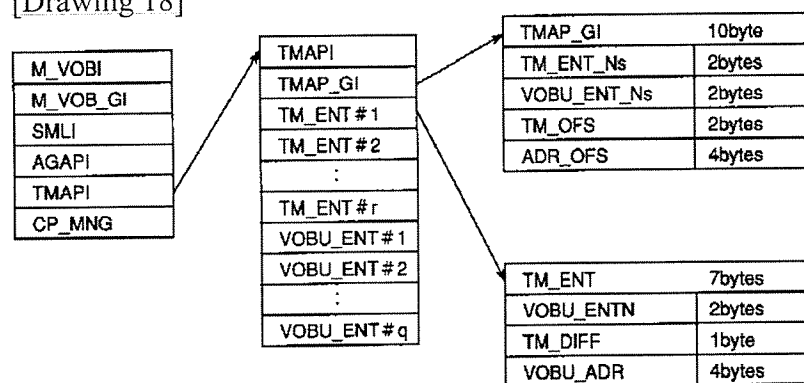 [Drawing 18]
M_VOBI
M_VOB_GI
SMLI
AGAPI
TMAPI
CP_MNG
TMAPI
TMAP_GI
TM_ENT#1
TM_ENT#2
:
TM_ENT#r
VOBU_ENT#1
VOBU_ENT#2
:
VOBU_ENT#q
TMAP_GI 10byte
TM_ENT_Ns 2bytes
VOBU_ENT_Ns 2bytes
TM_OFS 2bytes
ADR_OFS 4bytes
TM_ENT 7bytes
VOBU_ENTN 2bytes
TM_DIFF 1byte
VOBU_ADR 4bytes